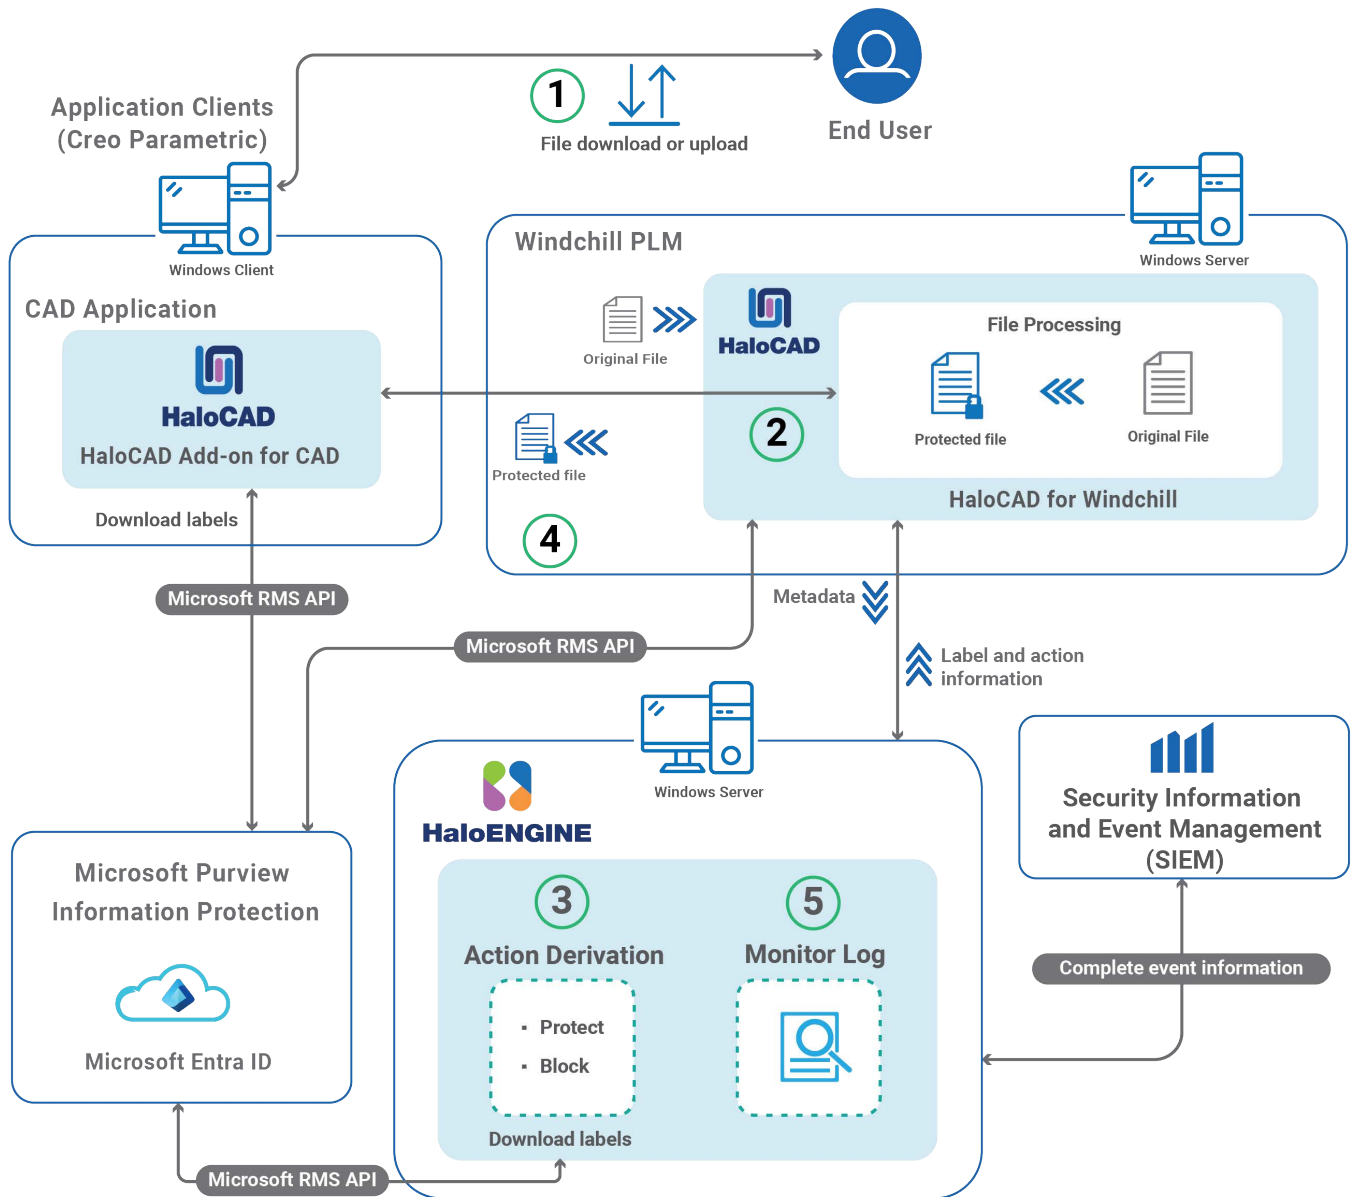 1
File download or upload
End User
Application Clients
(Creo Parametric)
Windows Client
CAD Application
HaloCAD
HaloCAD Add-on for CAD
Download labels
Microsoft RMS API
Windchill PLM
Windows Server
Original File
HaloCAD
File Processing
Protected file
Original File
2
HaloCAD for Windchill
Protected file
4
Microsoft RMS API
Metadata
Label and action
information
Windows Server
HaloENGINE
3
Action Derivation
▪ Protect
▪ Block
Download labels
5
Monitor Log
Security Information
and Event Management
(SIEM)
Complete event information
Microsoft Purview
Information Protection
Microsoft Entra ID
Microsoft RMS API